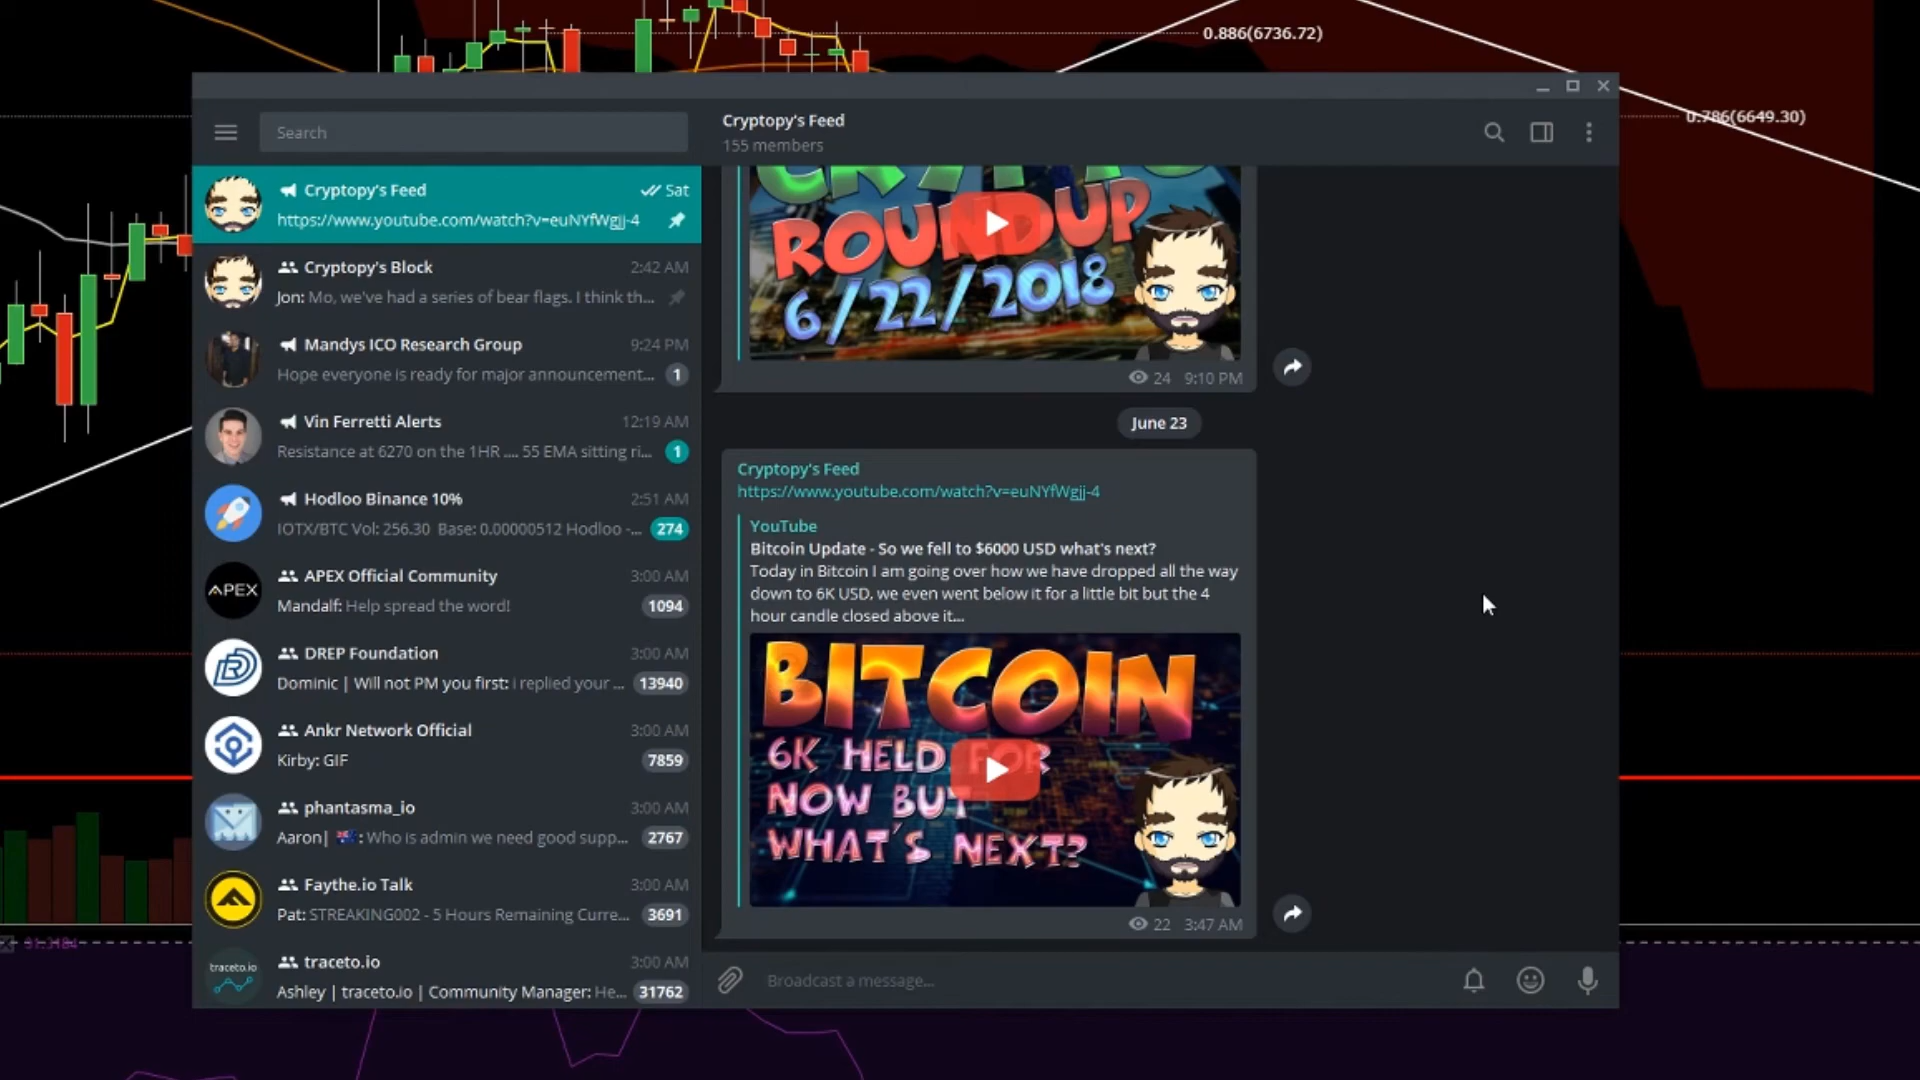 0.886(6736.72)
0.786(6649.30)
Search
Cryptopy's Feed
155 members
Cryptopy's Feed
Sat
https://www.youtube.com/watch?v=euNYfWgjj-4
Cryptopy's Block
2:42 AM
Jon: Mo, we've had a series of bear flags. I think th...
Mandys ICO Research Group
9:24 PM
Hope everyone is ready for major announcement...
1
Vin Ferretti Alerts
12:19 AM
Resistance at 6270 on the 1HR .... 55 EMA sitting ri...
1
Hodloo Binance 10%
2:51 AM
IOTX/BTC Vol: 256.30 Base: 0.00000512 Hodloo -...
274
APEX
APEX Official Community
3:00 AM
Mandalf: Help spread the word!
1094
DREP Foundation
3:00 AM
Dominic | Will not PM you first: i replied your ...
13940
Ankr Network Official
3:00 AM
Kirby: GIF
7859
phantasma_io
3:00 AM
Aaron| 🇦🇺: Who is admin we need good supp...
2767
Faythe.io Talk
3:00 AM
Pat: STREAKING002 - 5 Hours Remaining Curre...
3691
traceto.io
traceto.io
3:00 AM
Ashley | traceto.io | Community Manager: He...
31762
CRYPTO
ROUNDUP
6/22/2018
24 9:10 PM
June 23
Cryptopy's Feed
https://www.youtube.com/watch?v=euNYfWgjj-4
YouTube
Bitcoin Update - So we fell to $6000 USD what's next?
Today in Bitcoin I am going over how we have dropped all the way
down to 6K USD, we even went below it for a little bit but the 4
hour candle closed above it...
BITCOIN
6K HELD FOR
NOW BUT
WHAT'S NEXT?
22 3:47 AM
Broadcast a message...
31.3184